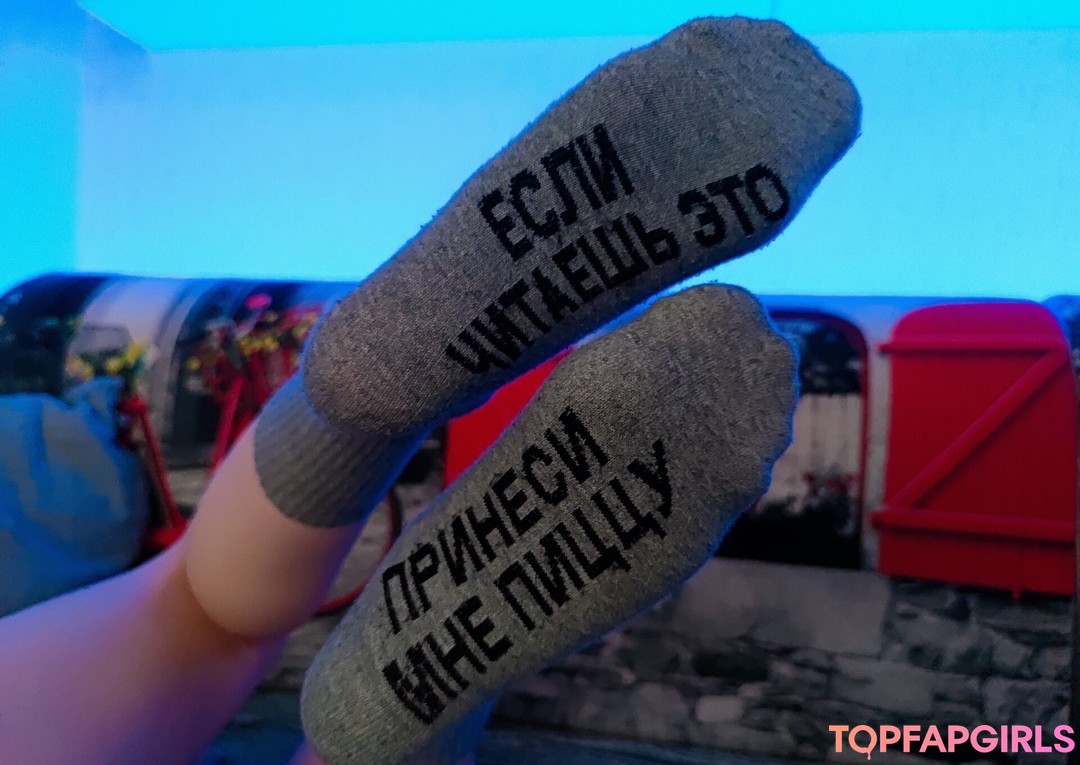 ЕСЛИ
ЧИТАЕШЬ ЭТО
ПРИНЕСИ
МНЕ ПИЦЦУ
TOPFAPGIRLS